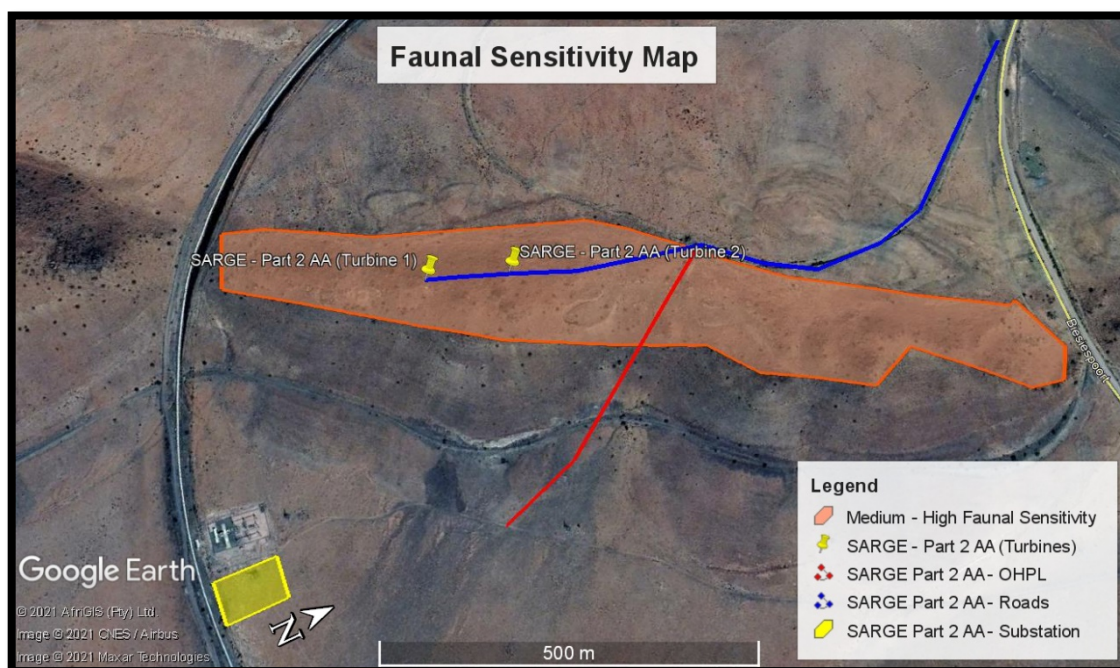 Faunal Sensitivity Map
SARGE - Part 2 AA (Turbine 1)
SARGE - Part 2 AA (Turbine 2)
Biesiespoort
Legend
Medium - High Faunal Sensitivity
SARGE - Part 2 AA (Turbines)
SARGE Part 2 AA - OHPL
SARGE Part 2 AA - Roads
SARGE Part 2 AA - Substation
Google Earth
© 2021 AfriGIS (Pty) Ltd.
Image © 2021 CNES / Airbus
Image © 2021 Maxar Technologies
N
500 m